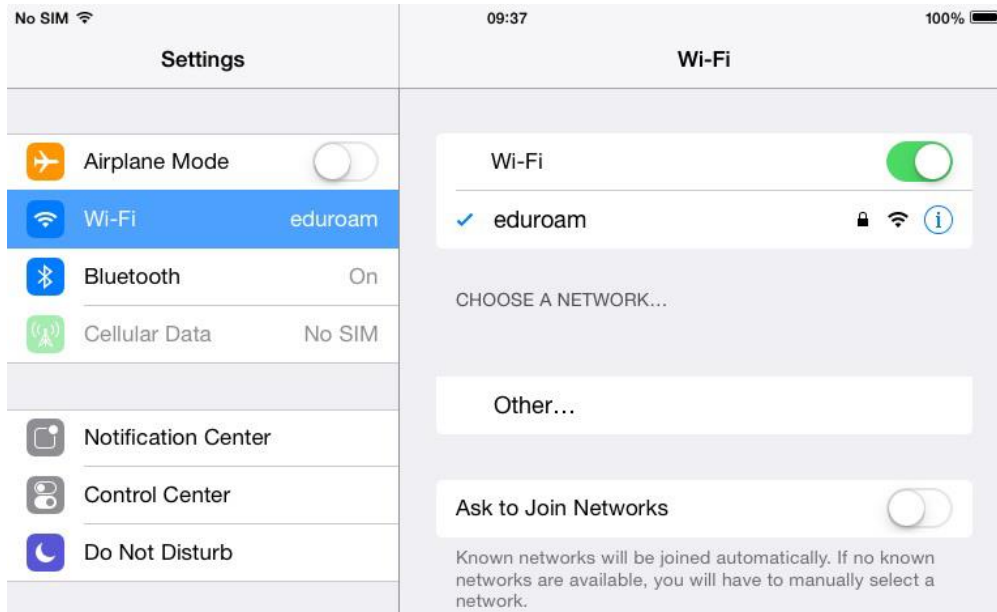 No SIM
09:37
100%
Settings
Wi-Fi
Airplane Mode
Wi-Fi eduroam
Bluetooth On
Cellular Data No SIM
Notification Center
Control Center
Do Not Disturb
Wi-Fi
eduroam
CHOOSE A NETWORK...
Other...
Ask to Join Networks
Known networks will be joined automatically. If no known
networks are available, you will have to manually select a
network.